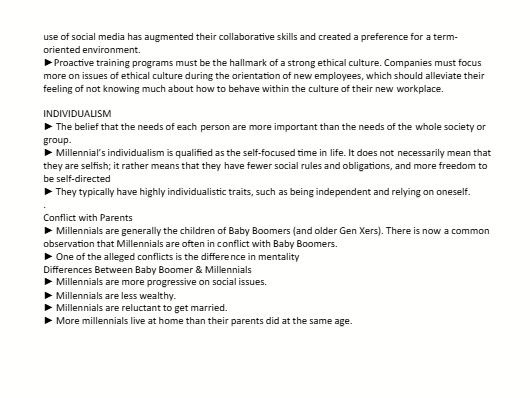 use of social media has augmented their collaborative skills and created a preference for a term-
oriented environment.
►Proactive training programs must be the hallmark of a strong ethical culture. Companies must focus
more on issues of ethical culture during the orientation of new employees, which should alleviate their
feeling of not knowing much about how to behave within the culture of their new workplace.
INDIVIDUALISM
► The belief that the needs of each person are more important than the needs of the whole society or
group.
► Millennial's individualism is qualified as the self-focused time in life. It does not necessarily mean that
they are selfish; it rather means that they have fewer social rules and obligations, and more freedom to
be self-directed
► They typically have highly individualistic traits, such as being independent and relying on oneself.
.
Conflict with Parents
► Millennials are generally the children of Baby Boomers (and older Gen Xers). There is now a common
observation that Millennials are often in conflict with Baby Boomers.
► One of the alleged conflicts is the difference in mentality
Differences Between Baby Boomer & Millennials
► Millennials are more progressive on social issues.
► Millennials are less wealthy.
► Millennials are reluctant to get married.
► More millennials live at home than their parents did at the same age.